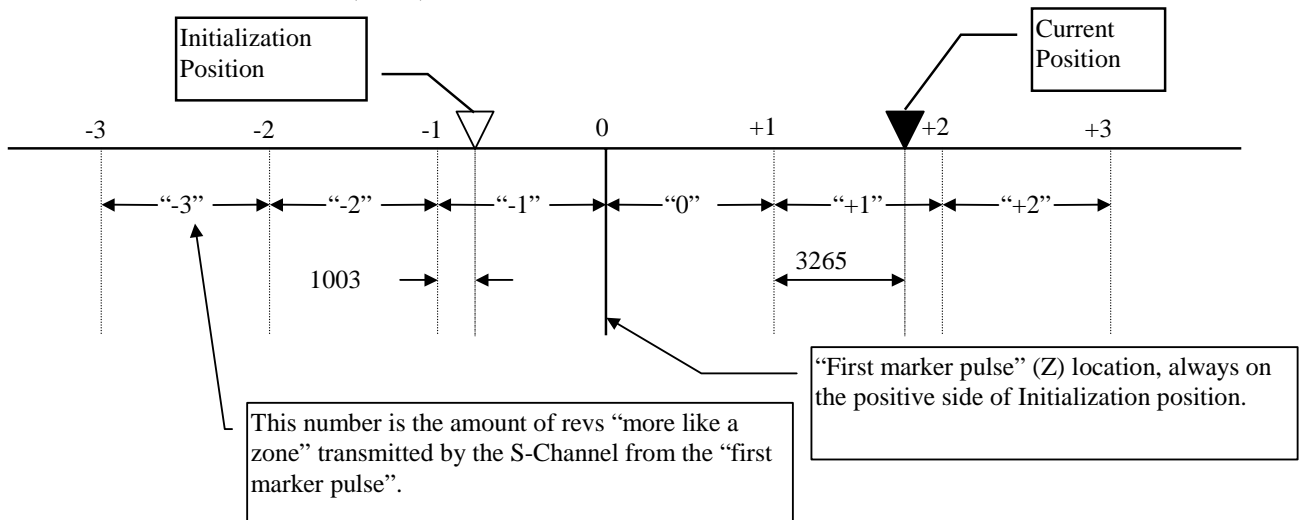 Initialization
Position
Current
Position
-3 -2 -1 0 +1 +2 +3
“-3” “-2” “-1” “0” “+1” “+2”
1003 3265
“First marker pulse” (Z) location, always on
the positive side of Initialization position.
This number is the amount of revs “more like a
zone” transmitted by the S-Channel from the “first
marker pulse”.